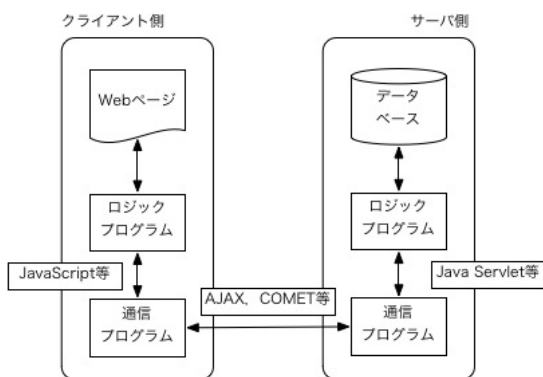 クライアント側
サーバ側
Webページ
データ
ベース
ロジック
プログラム
ロジック
プログラム
JavaScript等
Java Servlet等
AJAX，COMET等
通信
プログラム
通信
プログラム